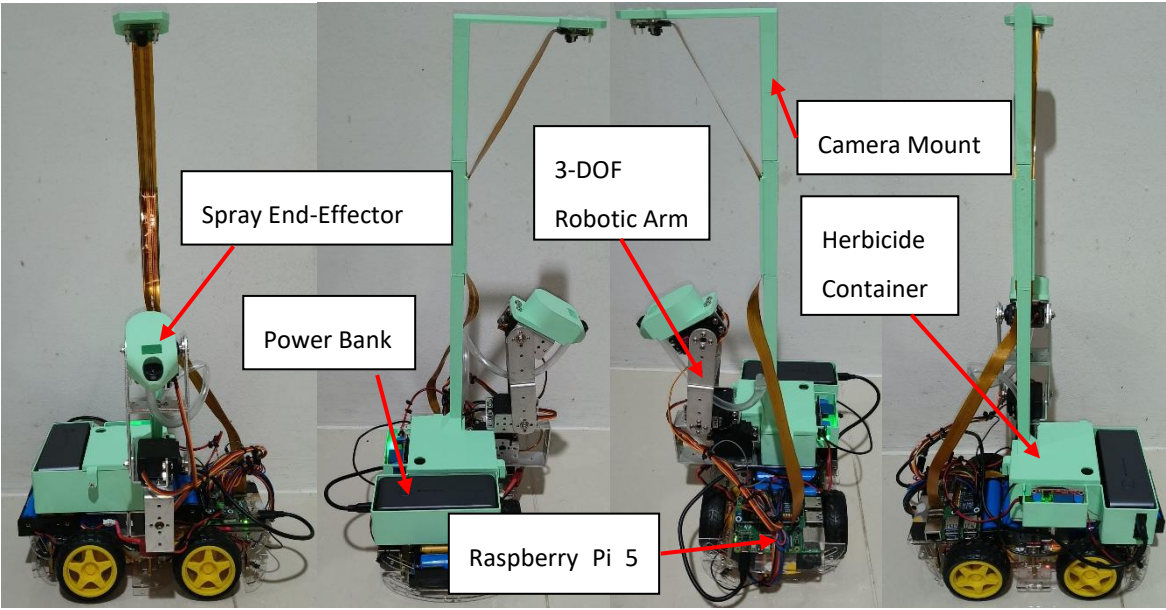 Spray End-Effector
Power Bank
3-DOF
Robotic Arm
Camera Mount
Herbicide
Container
Raspberry Pi 5